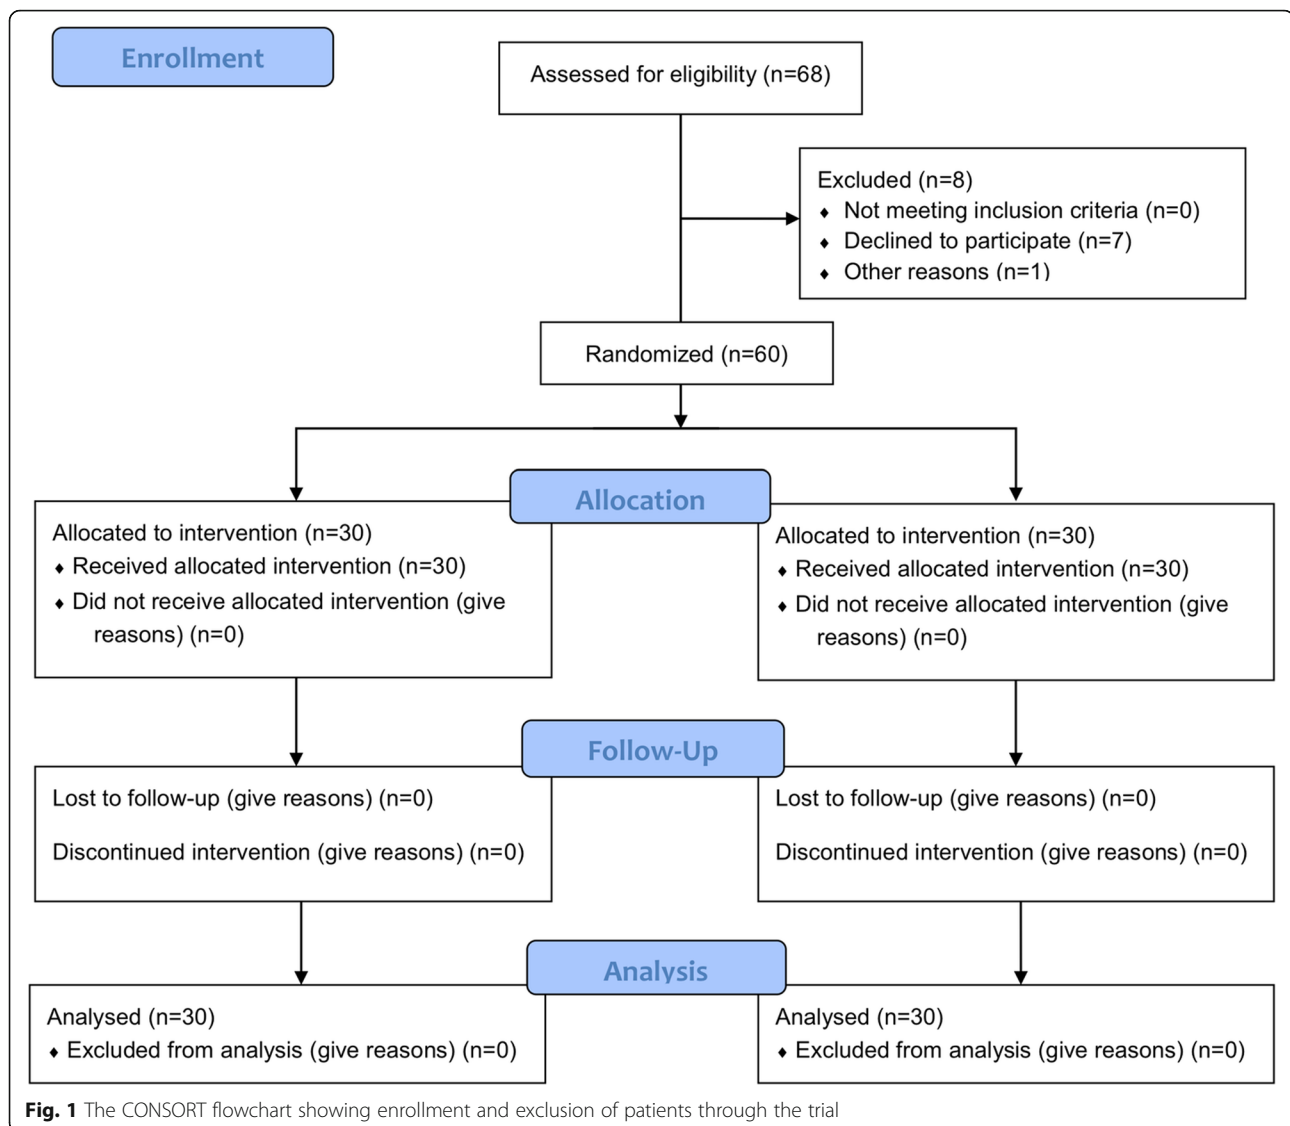 Enrollment
Assessed for eligibility (n=68)
Excluded (n=8)
♦ Not meeting inclusion criteria (n=0)
♦ Declined to participate (n=7)
♦ Other reasons (n=1)
Randomized (n=60)
Allocation
Allocated to intervention (n=30)
♦ Received allocated intervention (n=30)
♦ Did not receive allocated intervention (give
reasons) (n=0)
Allocated to intervention (n=30)
♦ Received allocated intervention (n=30)
♦ Did not receive allocated intervention (give
reasons) (n=0)
Follow-Up
Lost to follow-up (give reasons) (n=0)
Discontinued intervention (give reasons) (n=0)
Lost to follow-up (give reasons) (n=0)
Discontinued intervention (give reasons) (n=0)
Analysis
Analysed (n=30)
♦ Excluded from analysis (give reasons) (n=0)
Analysed (n=30)
♦ Excluded from analysis (give reasons) (n=0)
Fig. 1 The CONSORT flowchart showing enrollment and exclusion of patients through the trial